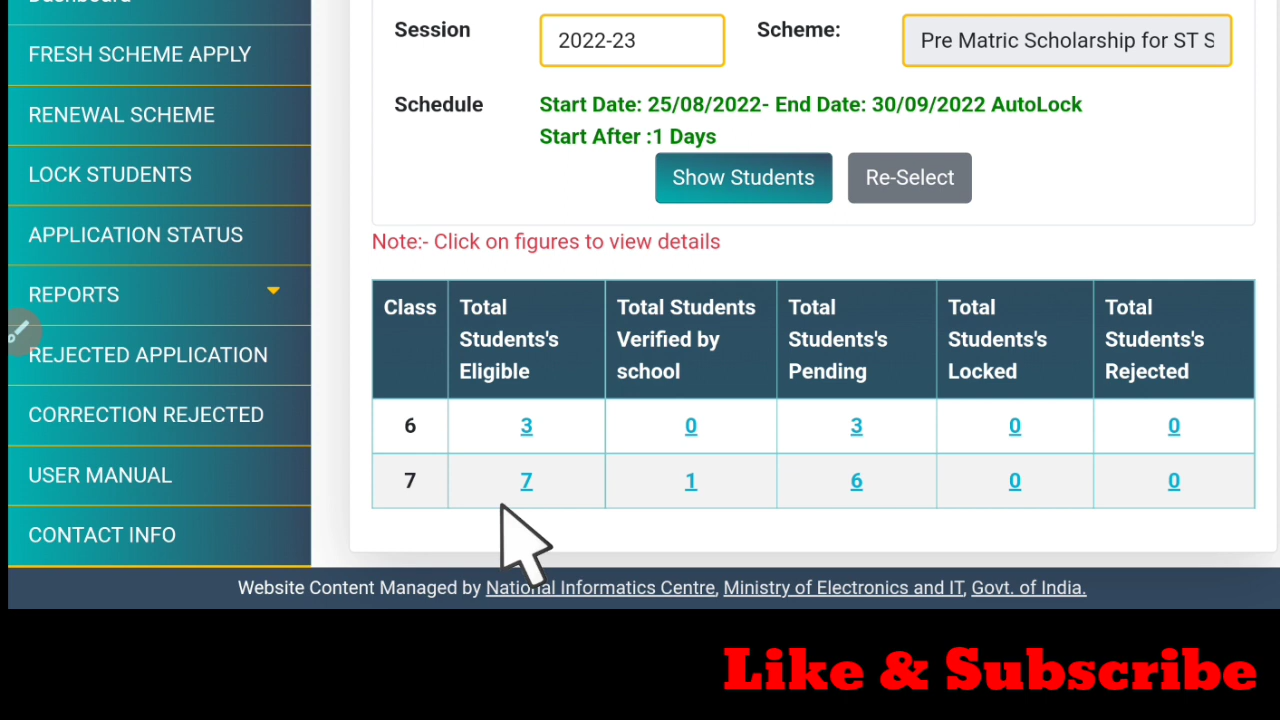 Dashboard
FRESH SCHEME APPLY
RENEWAL SCHEME
LOCK STUDENTS
APPLICATION STATUS
REPORTS
REJECTED APPLICATION
CORRECTION REJECTED
USER MANUAL
CONTACT INFO
Session 2022-23 Scheme: Pre Matric Scholarship for ST S
Schedule Start Date: 25/08/2022- End Date: 30/09/2022 AutoLock
Start After :1 Days
Show Students Re-Select
Note:- Click on figures to view details
Class Total Total Students Total Total Total
Students's Verified by Students's Students's Students's
Eligible school Pending Locked Rejected
6 3 0 3 0 0
7 7 1 6 0 0
Website Content Managed by National Informatics Centre, Ministry of Electronics and IT, Govt. of India.
Like & Subscribe